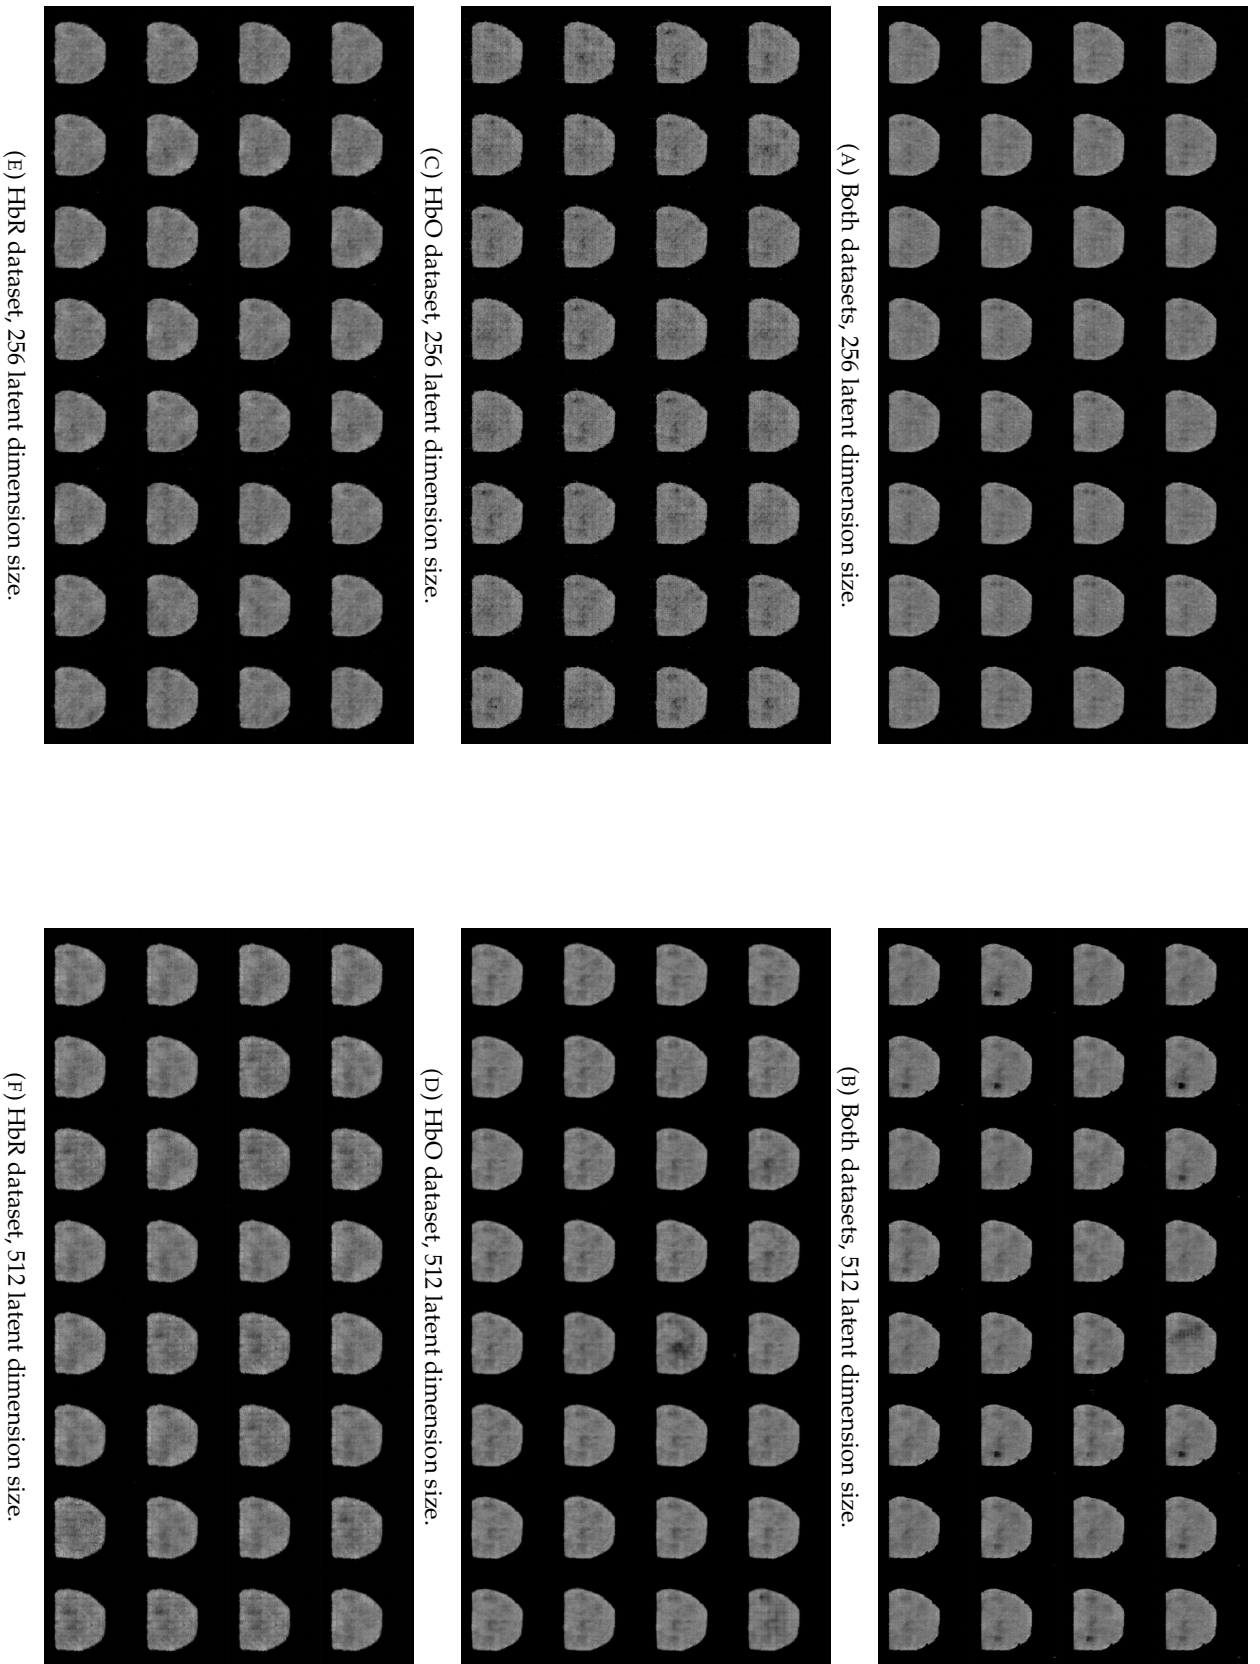 (A) Both datasets, 256 latent dimension size.
(B) Both datasets, 512 latent dimension size.
(C) HbO dataset, 256 latent dimension size.
(D) HbO dataset, 512 latent dimension size.
(E) HbR dataset, 256 latent dimension size.
(F) HbR dataset, 512 latent dimension size.